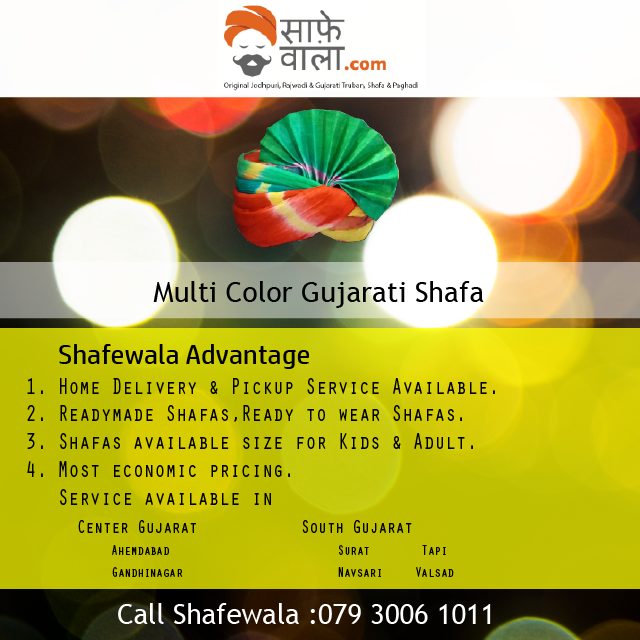 साफ़े
वाला.com
Original Jodhpuri, Rajwadi & Gujarati Truban, Shafa & Paghadi
Multi Color Gujarati Shafa
Shafewala Advantage
1. Home Delivery & Pickup Service Available.
2. Readymade Shafas,Ready to wear Shafas.
3. Shafas available size for Kids & Adult.
4. Most economic pricing.
Service available in
Center Gujarat South Gujarat
Ahemdabad Surat Tapi
Gandhinagar Navsari Valsad
Call Shafewala :079 3006 1011